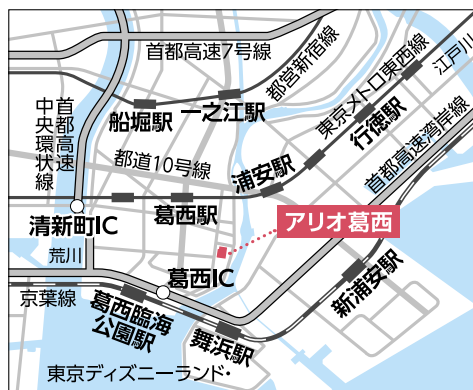 首都高速7号線
都営新宿線
東京メトロ東西線
江戸川
首都高速
中央環状線
船堀駅
一之江駅
行徳駅
都道10号線
浦安駅
首都高速湾岸線
清新町IC
葛西駅
アリオ葛西
荒川
葛西IC
新浦安駅
京葉線
葛西臨海
公園駅
舞浜駅
東京ディズニーランド・